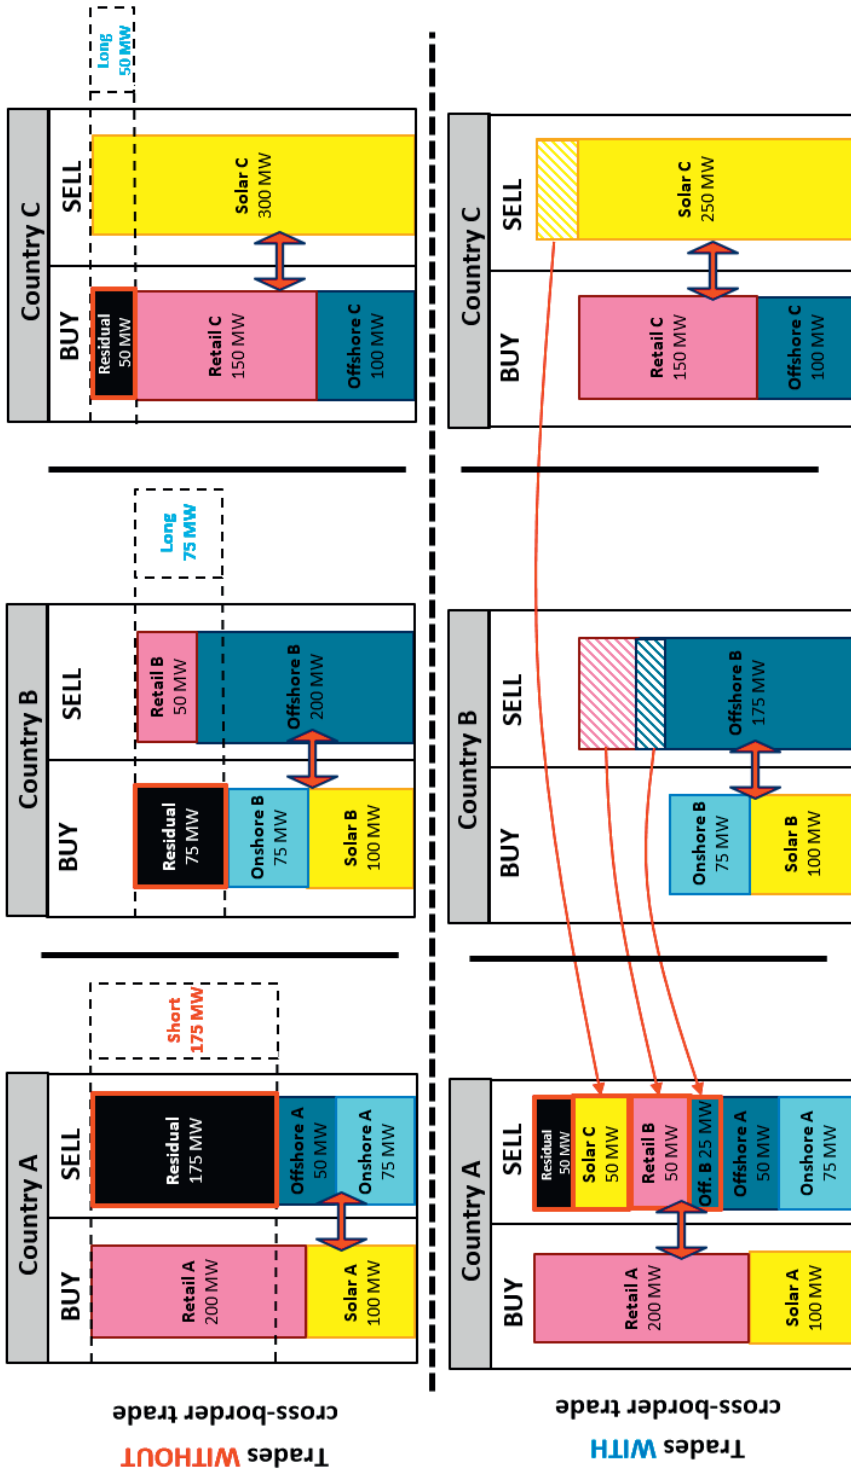 Trades WITHOUT
cross-border trade
Country A
BUY
SELL
Retail A
200 MW
Solar A
100 MW
Residual
175 MW
Offshore A
50 MW
Onshore A
75 MW
Short
175 MW
Country B
BUY
SELL
Residual
75 MW
Onshore B
75 MW
Solar B
100 MW
Retail B
50 MW
Offshore B
200 MW
Long
75 MW
Country C
BUY
SELL
Residual
50 MW
Retail C
150 MW
Offshore C
100 MW
Solar C
300 MW
Long
50 MW
Trades WITH
cross-border trade
Country A
BUY
SELL
Retail A
200 MW
Solar A
100 MW
Residual
50 MW
Solar C
50 MW
Retail B
50 MW
Off. B 25 MW
Offshore A
50 MW
Onshore A
75 MW
Country B
BUY
SELL
Onshore B
75 MW
Solar B
100 MW
Offshore B
175 MW
Country C
BUY
SELL
Retail C
150 MW
Offshore C
100 MW
Solar C
250 MW